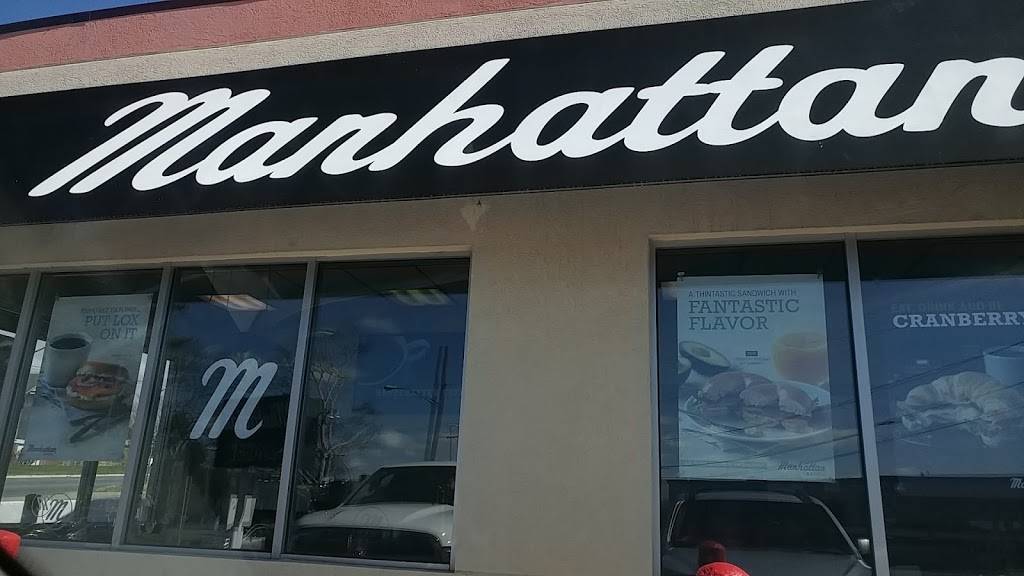 Manhattan
PUT LOX
ON IT
M
M
A THINTASTIC SANDWICH WITH
FANTASTIC
FLAVOR
Manhattan
CRANBERRY